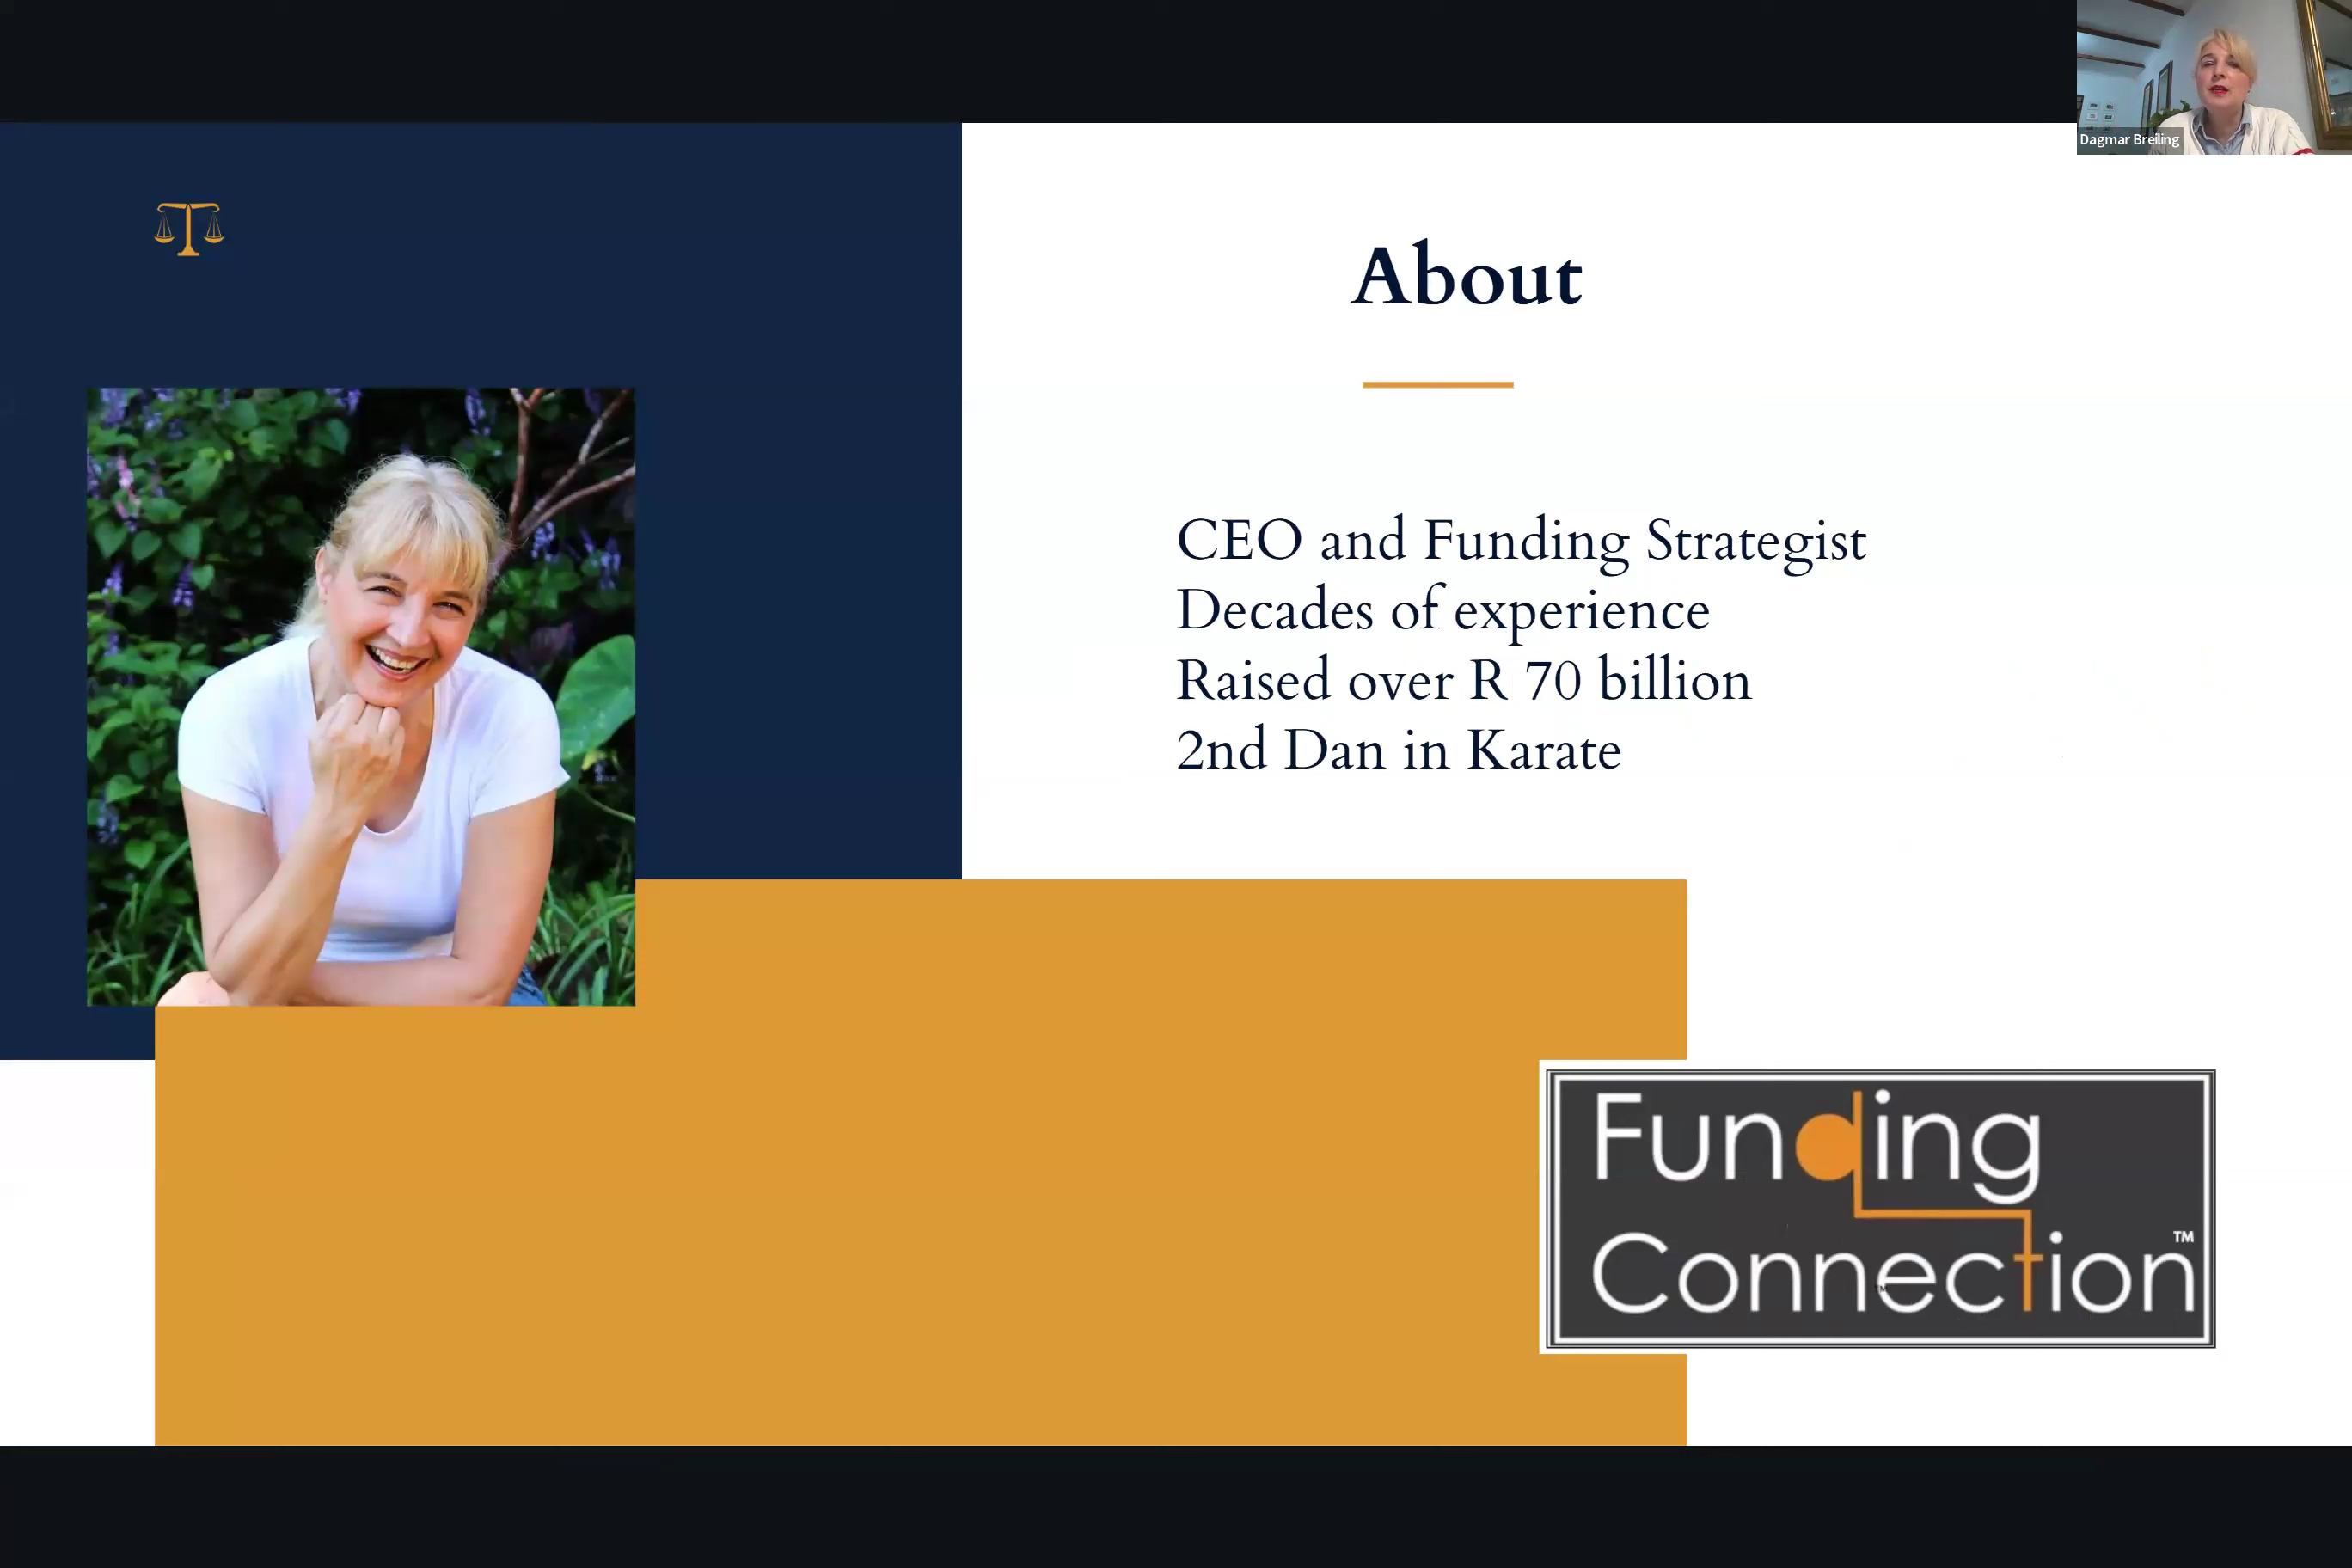 Dagmar Breiling
About
CEO and Funding Strategist
Decades of experience
Raised over R 70 billion
2nd Dan in Karate
Funding
Connection™